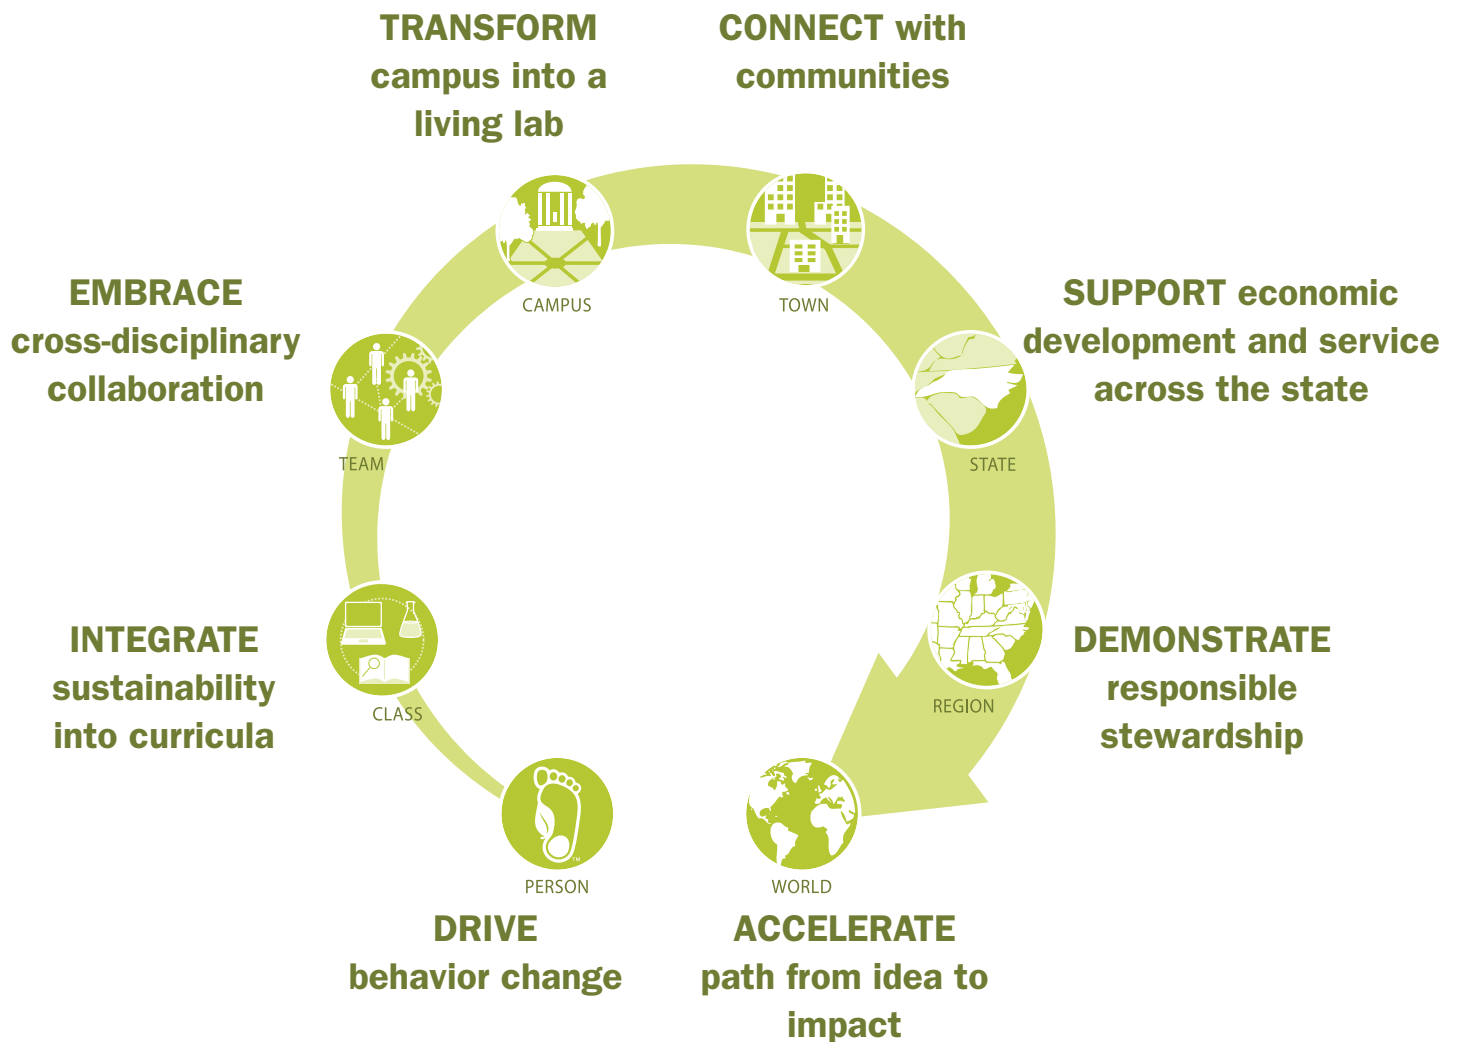 TRANSFORM
campus into a
living lab
CONNECT with
communities
CAMPUS
TOWN
EMBRACE
cross-disciplinary
collaboration
SUPPORT economic
development and service
across the state
TEAM
STATE
INTEGRATE
sustainability
into curricula
DEMONSTRATE
responsible
stewardship
CLASS
REGION
TM
PERSON
WORLD
DRIVE
behavior change
ACCELERATE
path from idea to
impact